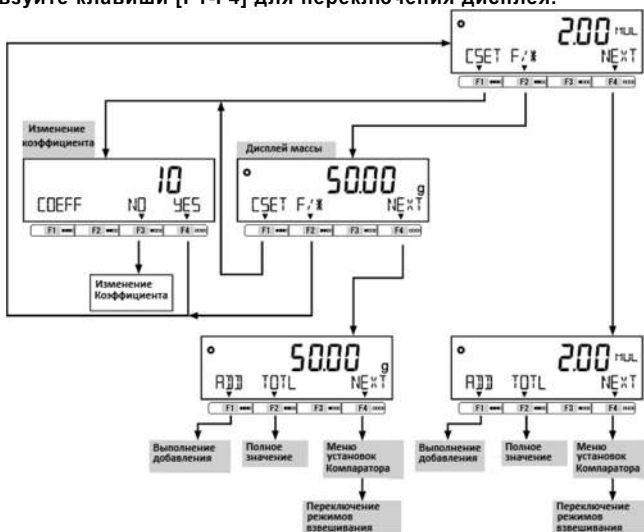 зуйте клавиши [F1-F4] для переключения дисплея.
2.00 MUL
CSET F/* NEXT
F1 F2 F3 F4
Изменение
коэффициента
10
COEFF NO YES
F1 F2 F3 F4
Изменение
Коэффициента
Дисплей массы
50.00 g
CSET F/* NEXT
F1 F2 F3 F4
50.00 g
ADD TOTL NEXT
F1 F2 F3 F4
Выполнение
добавления
Полное
значение
Меню
установок
Компаратора
Переключение
режимов
взвешивания
2.00 MUL
ADD TOTL NEXT
F1 F2 F3 F4
Выполнение
добавления
Полное
значение
Меню
установок
Компаратора
Переключение
режимов
взвешивания